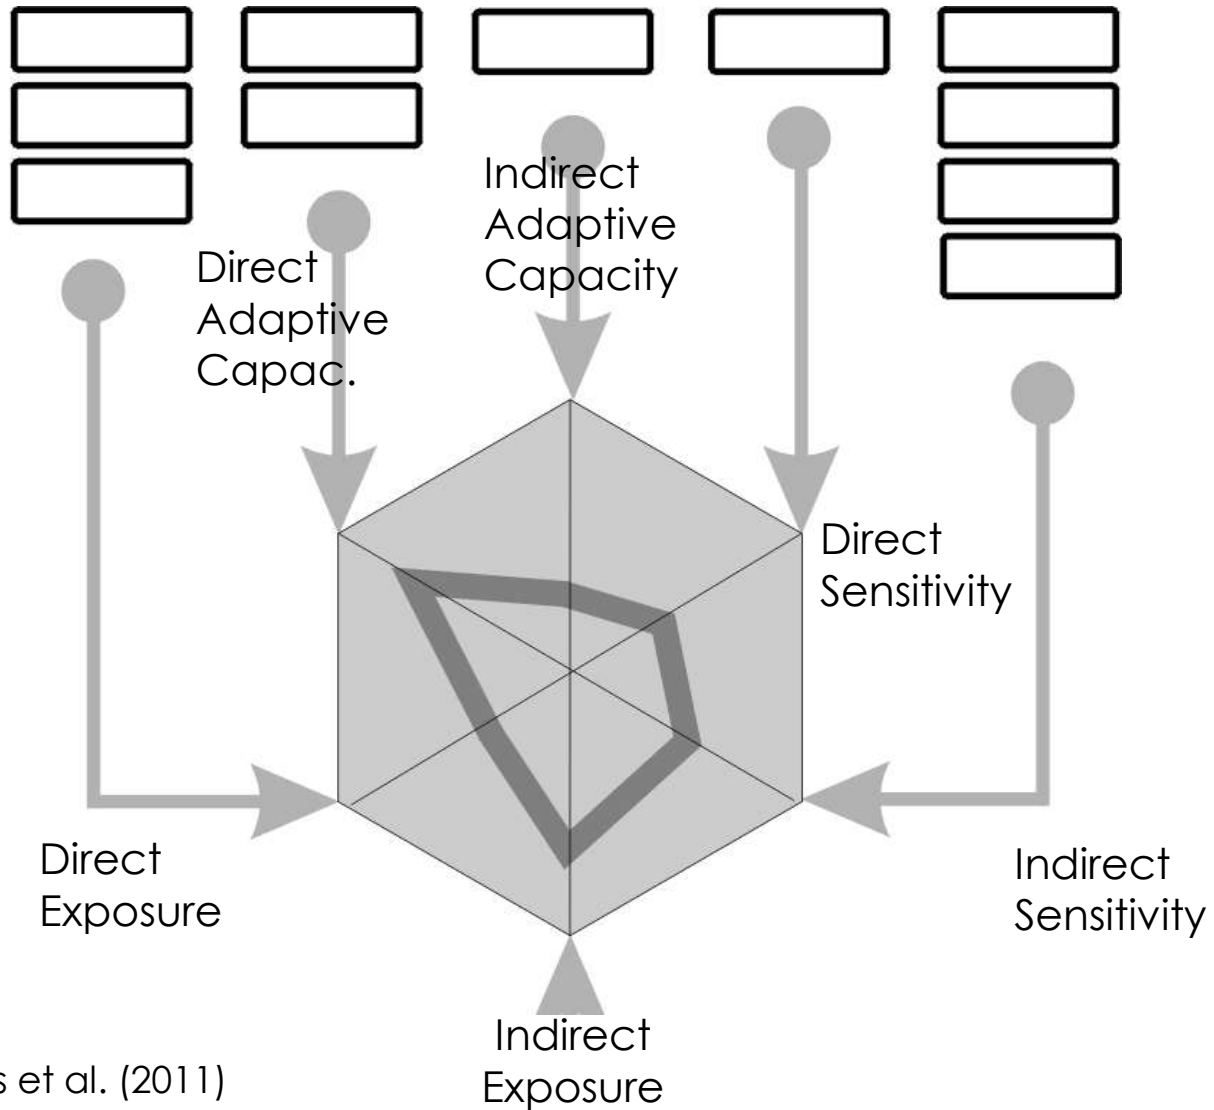 Indirect
Adaptive
Capacity
Direct
Adaptive
Capac.
Direct
Sensitivity
Direct
Exposure
Indirect
Sensitivity
Indirect
Exposure
s et al. (2011)